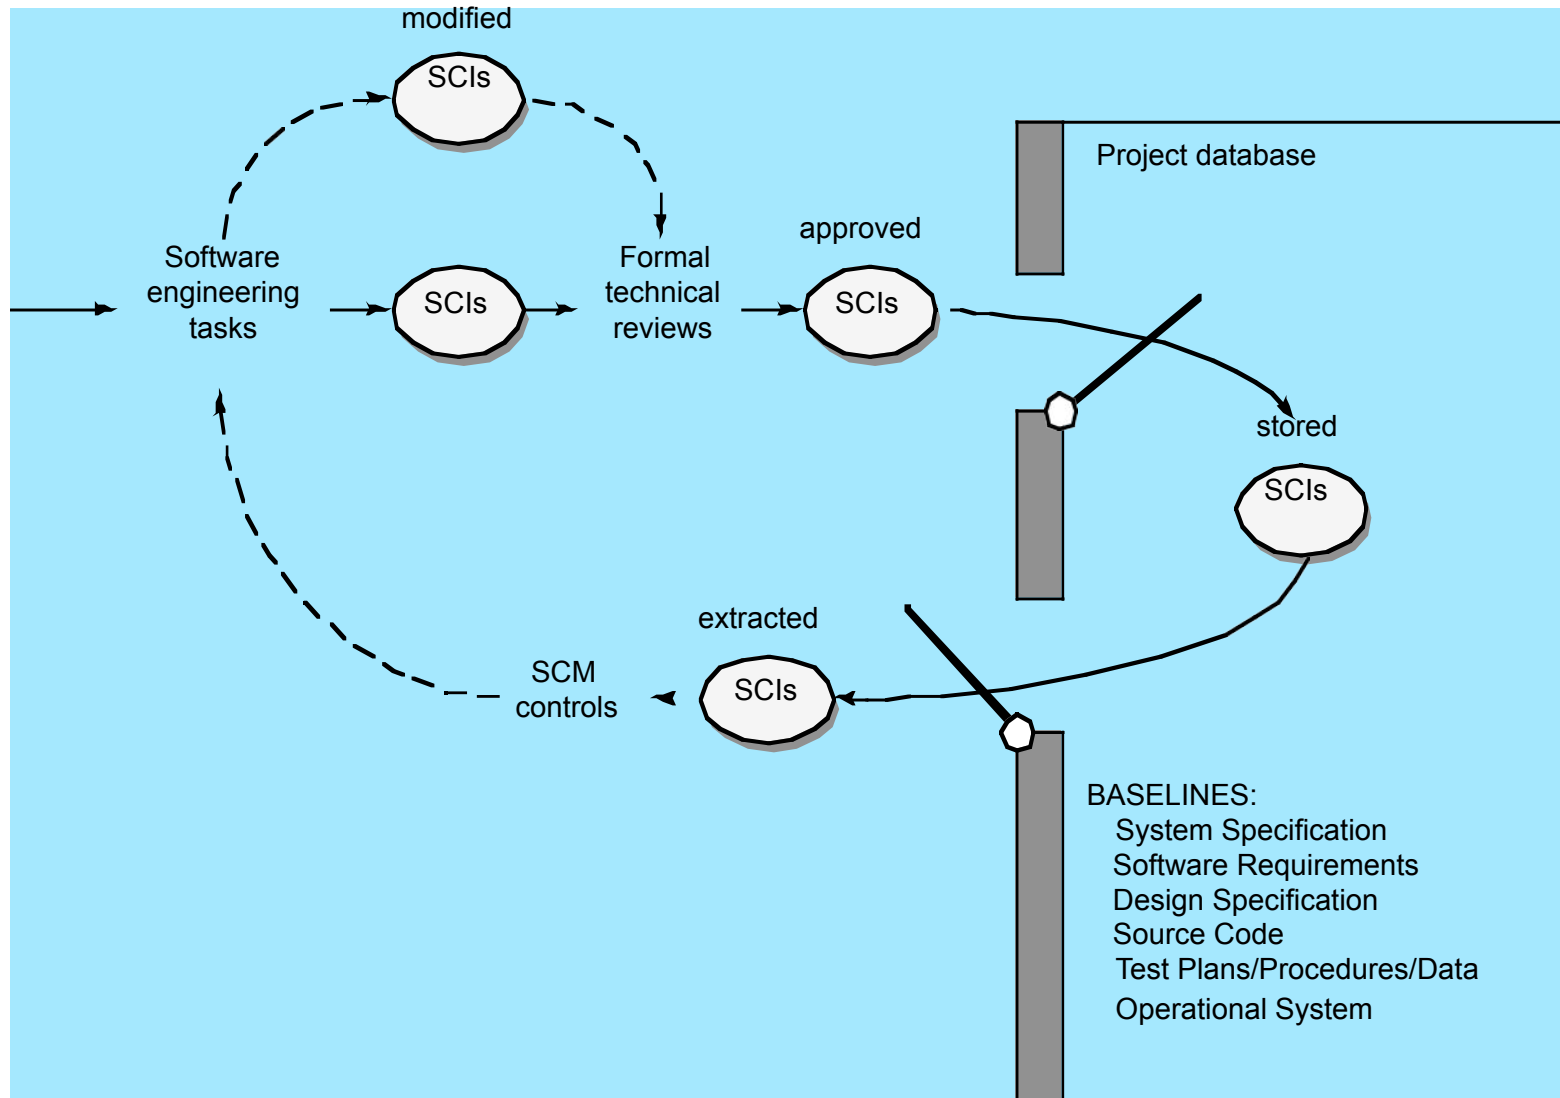 modified
SCIs
Project database
approved
Software
engineering
tasks
SCIs
Formal
technical
reviews
SCIs
stored
SCIs
extracted
SCIs
SCM
controls
BASELINES:
System Specification
Software Requirements
Design Specification
Source Code
Test Plans/Procedures/Data
Operational System